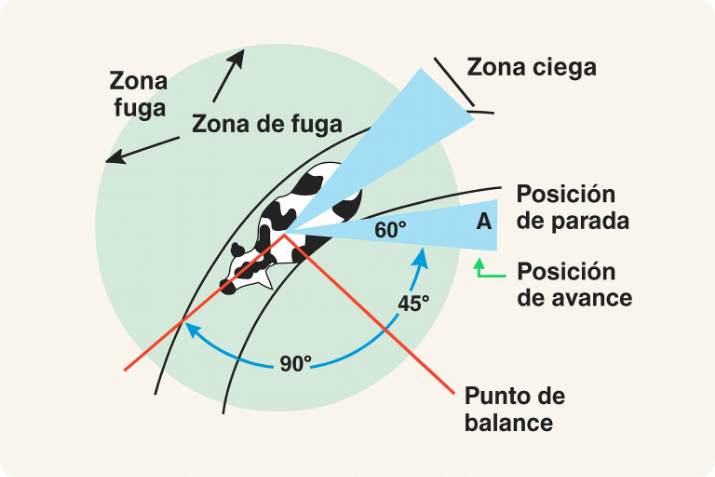 Zona
fuga
Zona de fuga
Zona ciega
Posición
de parada
A
60°
Posición
de avance
45°
90°
Punto de
balance